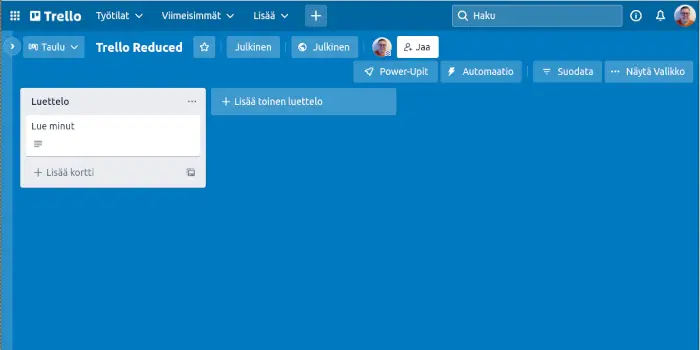 Trello Työtilat Viimeisimmät Lisää Haku
Taulu Trello Reduced Julkinen Julkinen Jaa
Power-Upit Automaatio Suodata Näytä Valikko
Luettelo
Lisää toinen luettelo
Lue minut
Lisää kortti